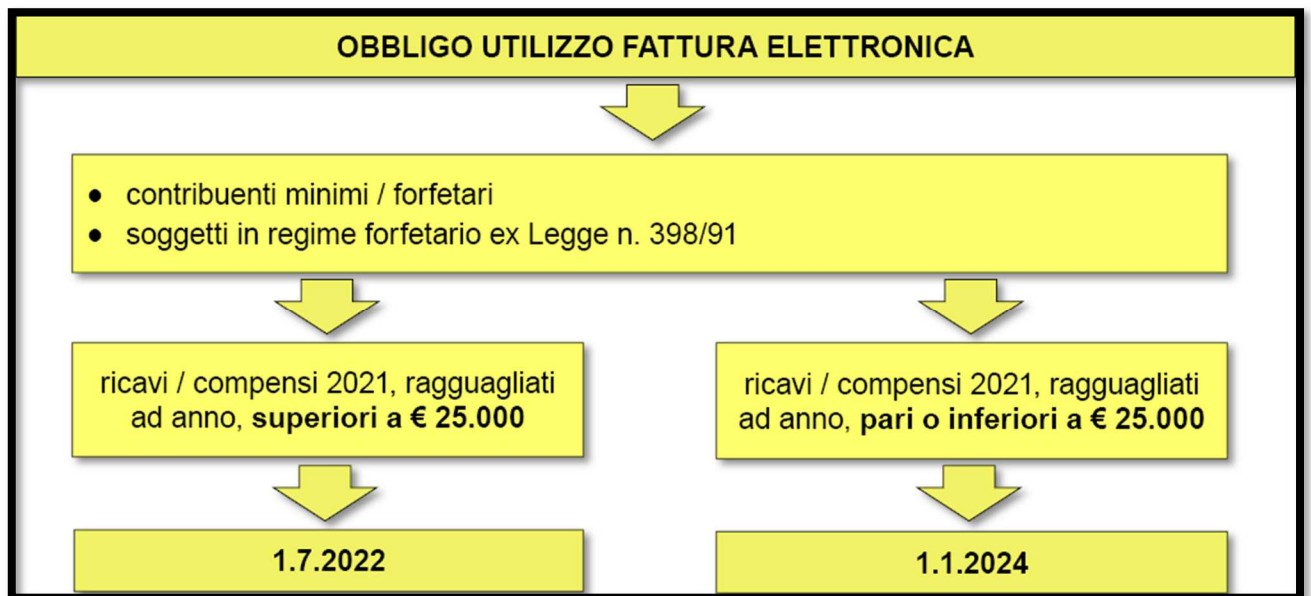 OBBLIGO UTILIZZO FATTURA ELETTRONICA
● contribuenti minimi / forfetari
● soggetti in regime forfetario ex Legge n. 398/91
ricavi / compensi 2021, ragguagliati
ad anno, superiori a € 25.000
ricavi / compensi 2021, ragguagliati
ad anno, pari o inferiori a € 25.000
1.7.2022
1.1.2024